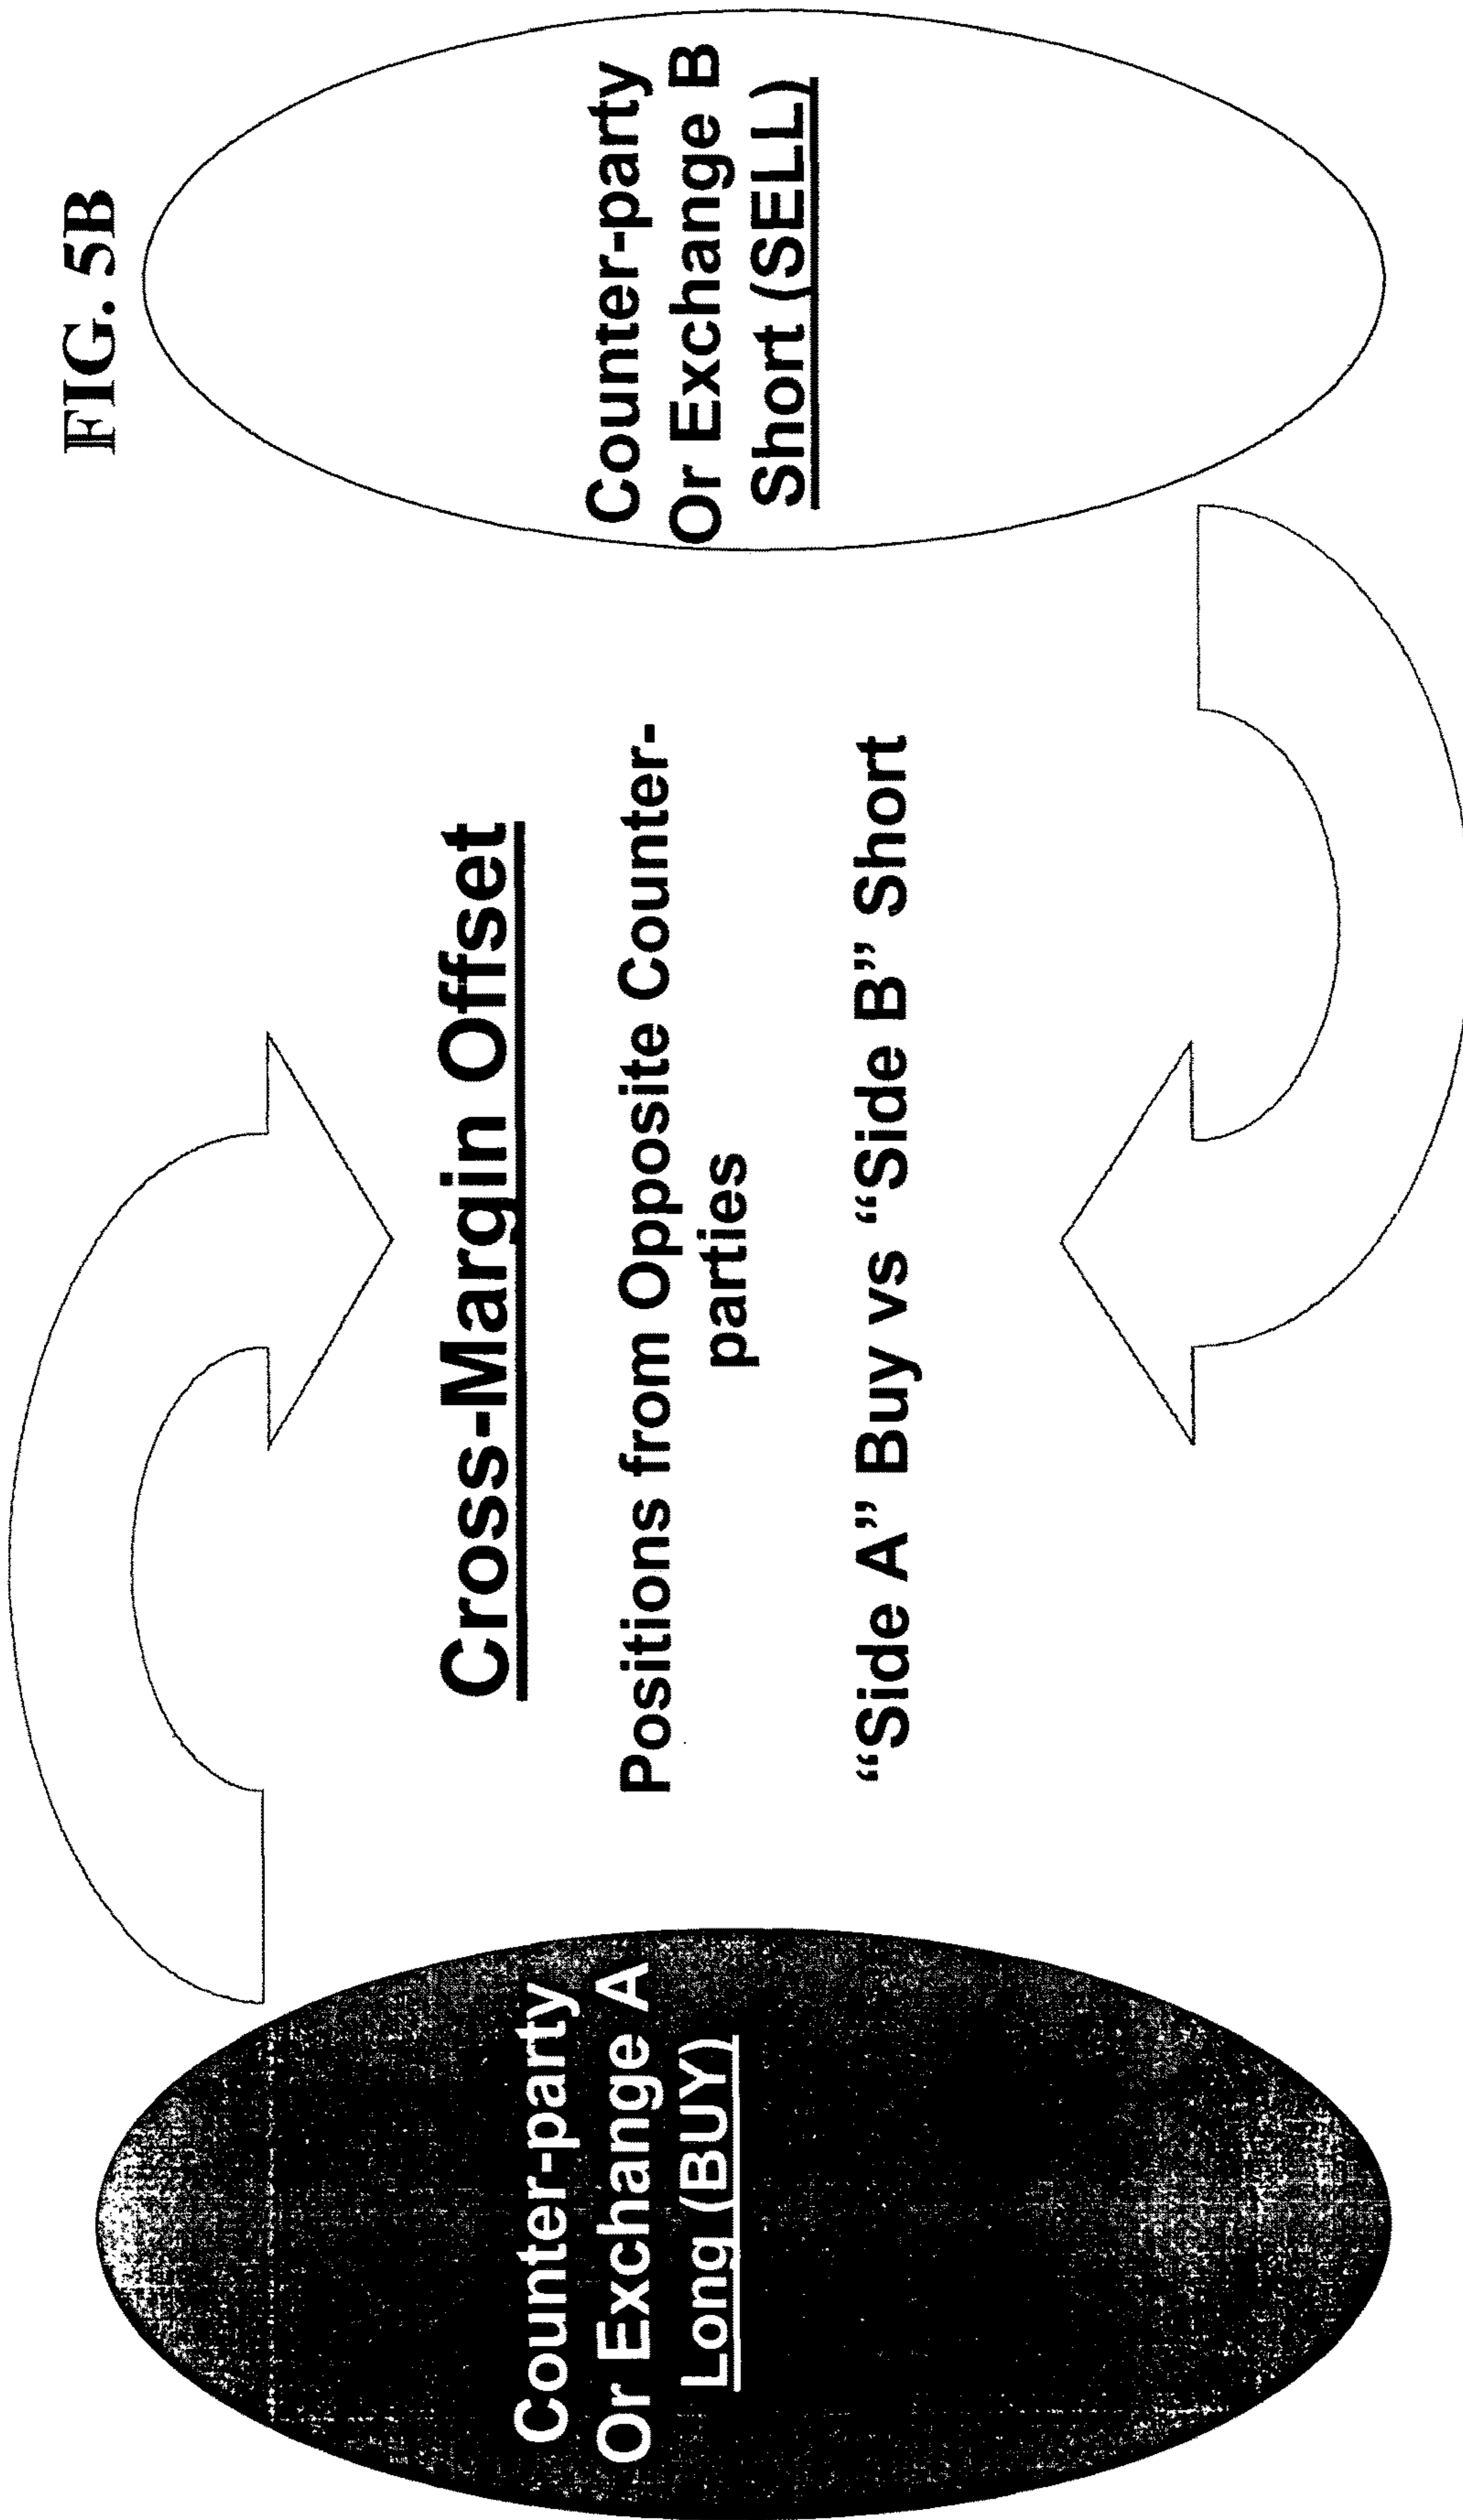 FIG. 5B
Counter-party
Or Exchange A
Long (BUY)
Cross-Margin Offset
Positions from Opposite Counter-
parties
“Side A” Buy vs “Side B” Short
Counter-party
Or Exchange B
Short (SELL)